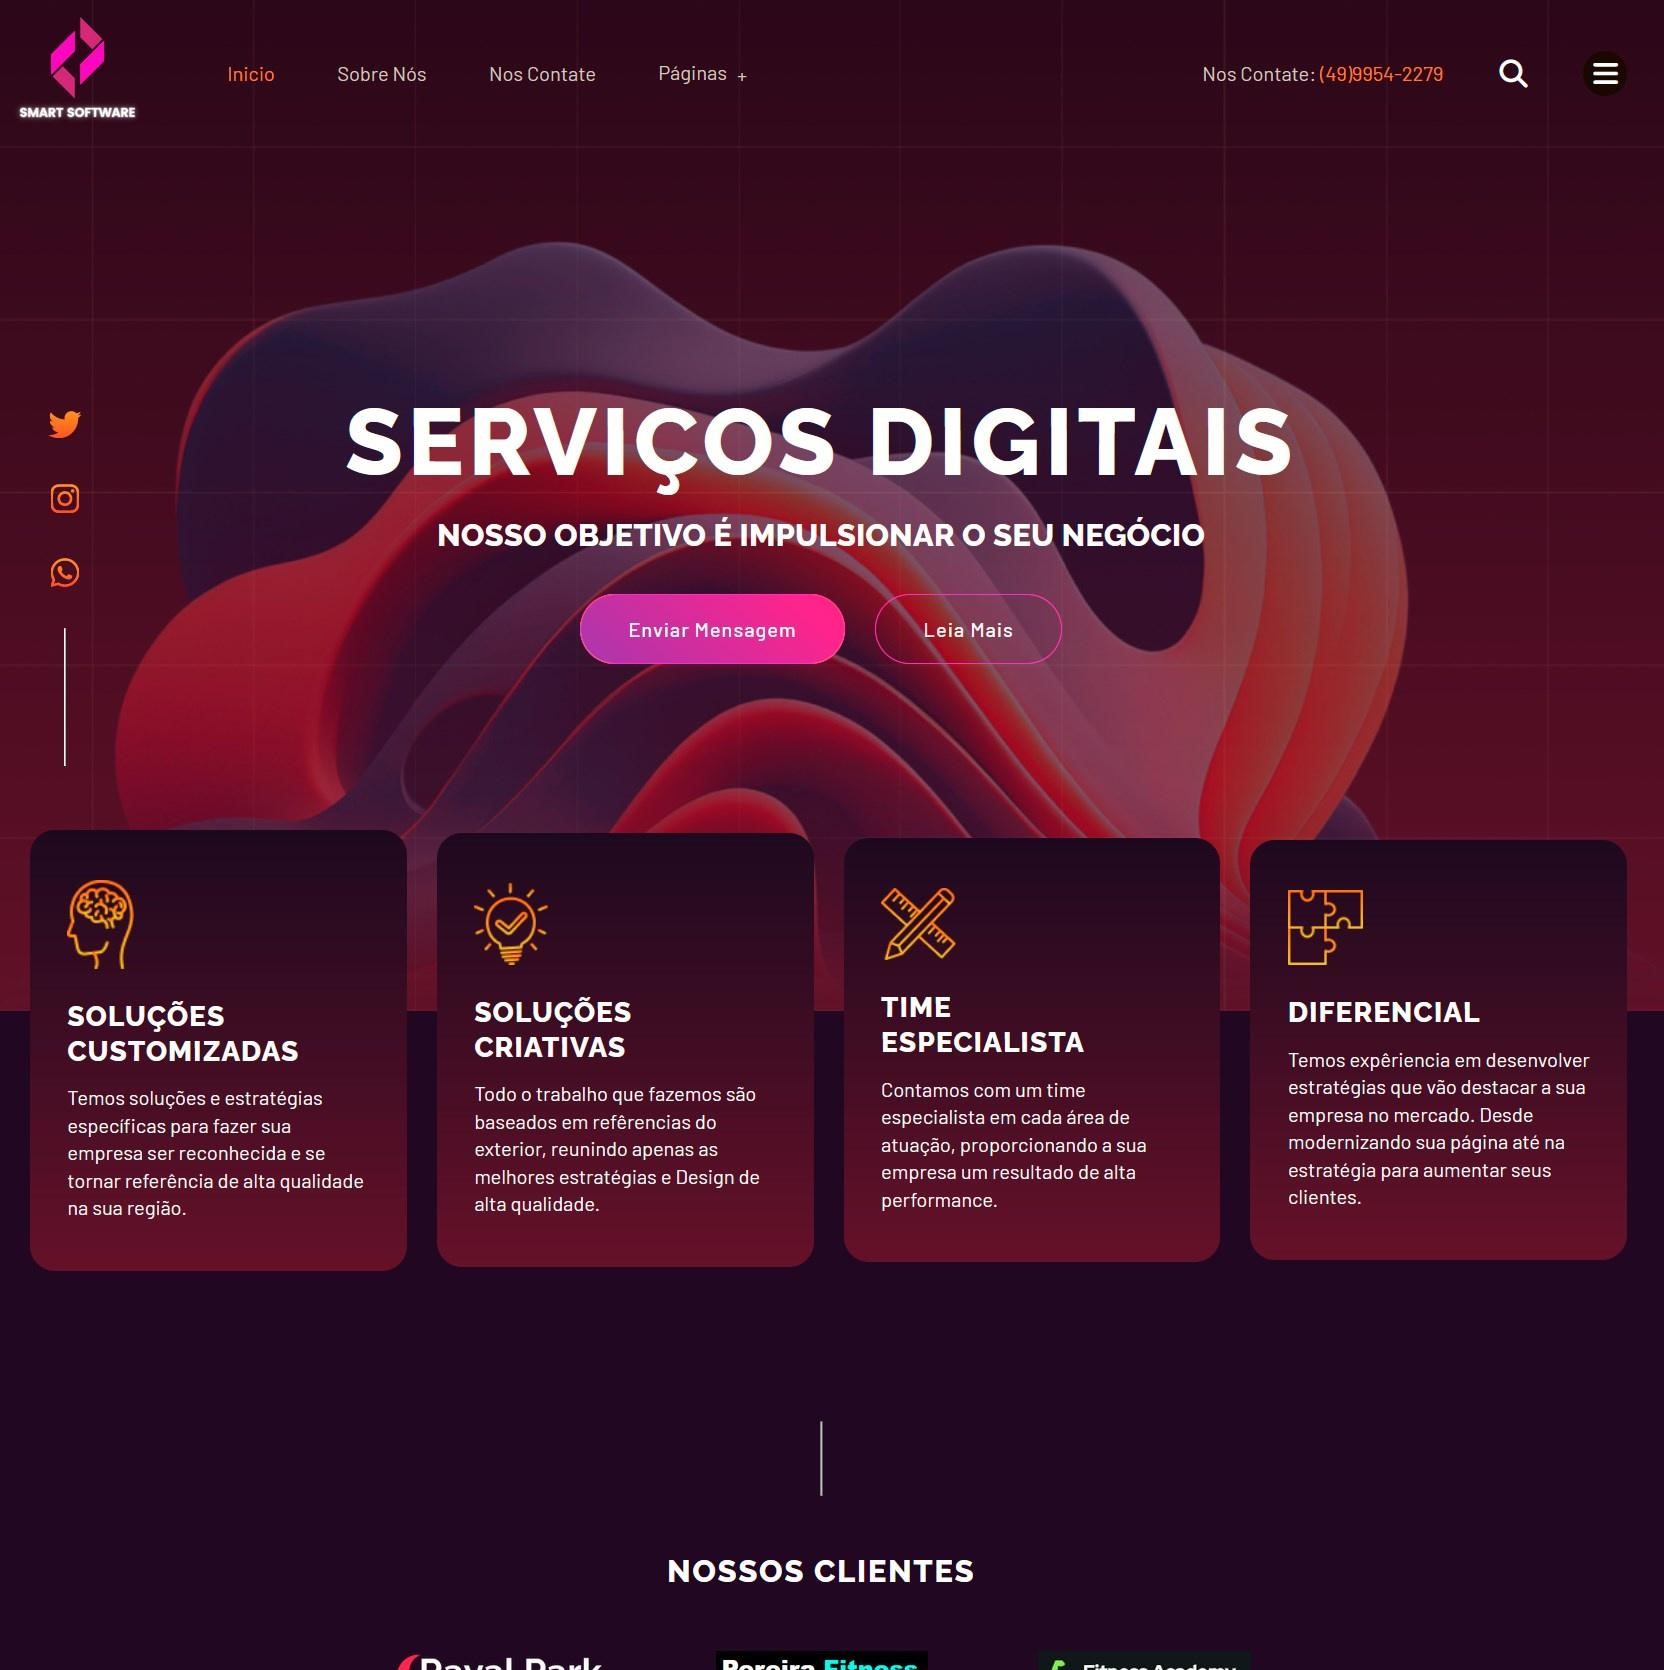 SMART SOFTWARE
Inicio
Sobre Nós
Nos Contate
Páginas +
Nos Contate: (49)9954-2279
SERVIÇOS DIGITAIS
NOSSO OBJETIVO É IMPULSIONAR O SEU NEGÓCIO
Enviar Mensagem
Leia Mais
SOLUÇÕES
CUSTOMIZADAS
Temos soluções e estratégias
específicas para fazer sua
empresa ser reconhecida e se
tornar referência de alta qualidade
na sua região.
SOLUÇÕES
CRIATIVAS
Todo o trabalho que fazemos são
baseados em refêrencias do
exterior, reunindo apenas as
melhores estratégias e Design de
alta qualidade.
TIME
ESPECIALISTA
Contamos com um time
especialista em cada área de
atuação, proporcionando a sua
empresa um resultado de alta
performance.
DIFERENCIAL
Temos expêriencia em desenvolver
estratégias que vão destacar a sua
empresa no mercado. Desde
modernizando sua página até na
estratégia para aumentar seus
clientes.
NOSSOS CLIENTES
Pereira Fitness
Fitness Academy